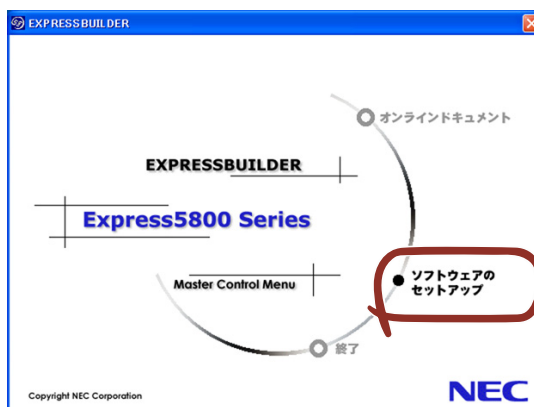 EXPRESSBUILDER
オンラインドキュメント
EXPRESSBUILDER
Express5800 Series
ソフトウェアの
セットアップ
Master Control Menu
終了
Copyright NEC Corporation
NEC